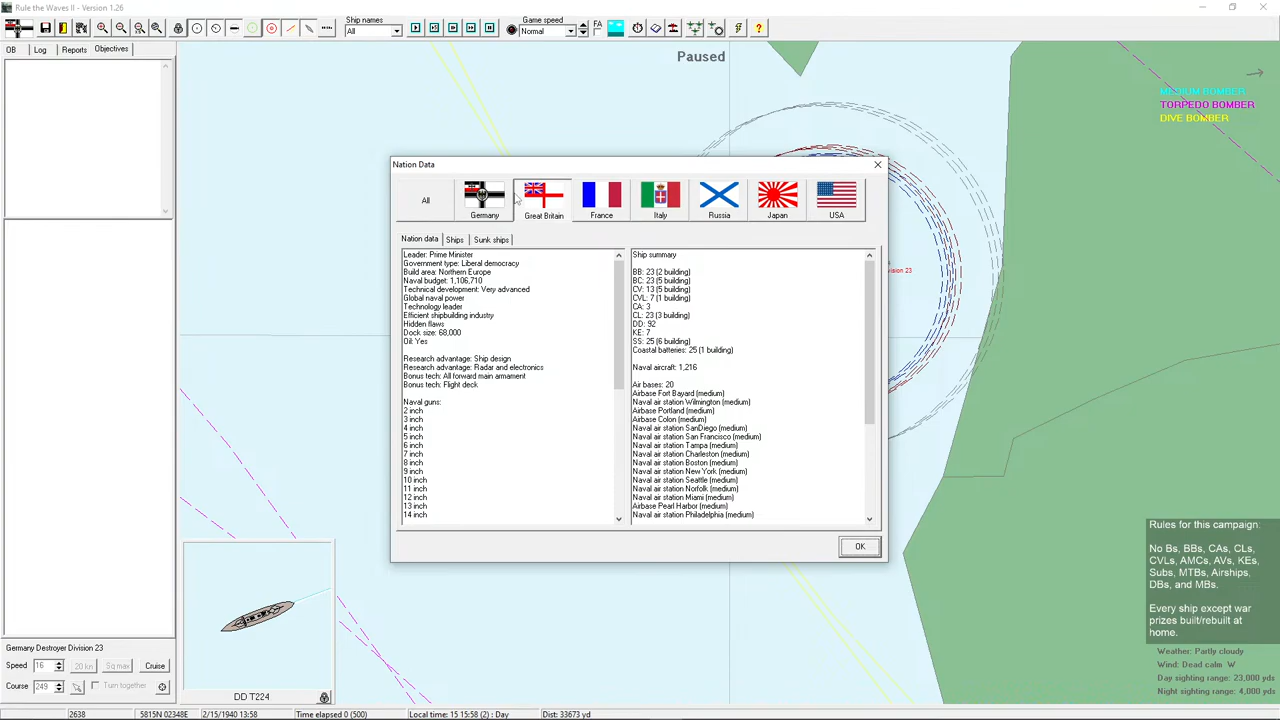 Rule the Waves II - Version 1.26
Ship names
All
Game speed
Normal
FA
OB
Log
Reports
Objectives
Paused
MEDIUM BOMBER
TORPEDO BOMBER
DIVE BOMBER
Nation Data
All
Germany
Great Britain
France
Italy
Russia
Japan
USA
Nation data
Ships
Sunk ships
Leader: Prime Minister
Government type: Liberal democracy
Build area: Northern Europe
Naval budget: 1,106,710
Technical development: Very advanced
Global naval power
Technology leader
Efficient shipbuilding industry
Hidden flaws
Dock size: 68,000
Oil: Yes
Research advantage: Ship design
Research advantage: Radar and electronics
Bonus tech: All forward main armament
Bonus tech: Flight deck
Naval guns:
2 inch
3 inch
4 inch
5 inch
6 inch
7 inch
8 inch
9 inch
10 inch
11 inch
12 inch
13 inch
14 inch
Ship summary
BB: 23 (2 building)
BC: 23 (5 building)
CV: 13 (5 building)
CVL: 7 (1 building)
CA: 3
CL: 23 (3 building)
DD: 92
KE: 7
SS: 25 (6 building)
Coastal batteries: 25 (1 building)
Naval aircraft: 1,216
Air bases: 20
Airbase Fort Bayard (medium)
Naval air station Wilmington (medium)
Airbase Portland (medium)
Airbase Colon (medium)
Naval air station SanDiego (medium)
Naval air station San Francisco (medium)
Naval air station Tampa (medium)
Naval air station Charleston (medium)
Naval air station Boston (medium)
Naval air station New York (medium)
Naval air station Seattle (medium)
Naval air station Norfolk (medium)
Naval air station Miami (medium)
Airbase Pearl Harbor (medium)
Naval air station Philadelphia (medium)
OK
23
Rules for this campaign:
No Bs, BBs, CAs, CLs,
CVLs, AMCs, AVs, KEs,
Subs, MTBs, Airships,
DBs, and MBs.
Every ship except war
prizes built/rebuilt at
home.
Weather: Partly cloudy
Wind: Dead calm W
Day sighting range: 23,000 yds
Night sighting range: 4,000 yds
Germany Destroyer Division 23
Speed
16
20 kn
Sq max
Cruise
Course
249
Turn together
DD T224
2638
5815N 02348E
2/15/1940 13:58
Time elapsed 0 (500)
Local time: 15 15:58 (2) : Day
Dist: 33673 yd